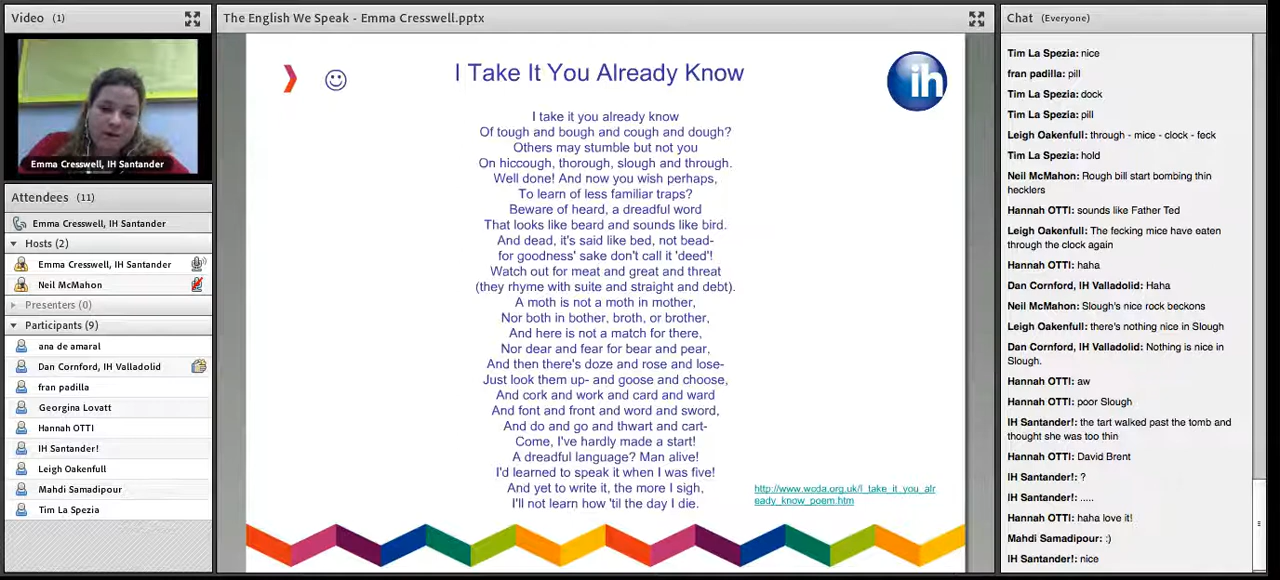 Video (1)
Emma Cresswell, IH Santander
Attendees (11)
Emma Cresswell, IH Santander
Hosts (2)
Emma Cresswell, IH Santander
Neil McMahon
Presenters (0)
Participants (9)
ana de amaral
Dan Cornford, IH Valladolid
fran padilla
Georgina Lovatt
Hannah OTTI
IH Santander!
Leigh Oakenfull
Mahdi Samadipour
Tim La Spezia
The English We Speak - Emma Cresswell.pptx
I Take It You Already Know
ih
I take it you already know
Of tough and bough and cough and dough?
Others may stumble but not you
On hiccough, thorough, slough and through.
Well done! And now you wish perhaps,
To learn of less familiar traps?
Beware of heard, a dreadful word
That looks like beard and sounds like bird.
And dead, it's said like bed, not bead-
for goodness' sake don't call it 'deed'!
Watch out for meat and great and threat
(they rhyme with suite and straight and debt).
A moth is not a moth in mother,
Nor both in bother, broth, or brother,
And here is not a match for there,
Nor dear and fear for bear and pear,
And then there's doze and rose and lose-
Just look them up- and goose and choose,
And cork and work and card and ward
And font and front and word and sword,
And do and go and thwart and cart-
Come, I've hardly made a start!
A dreadful language? Man alive!
I'd learned to speak it when I was five!
And yet to write it, the more I sigh,
I'll not learn how 'til the day I die.
http://www.wcda.org.uk/I_take_it_you_alr
eady_know_poem.htm
Chat (Everyone)
Tim La Spezia: nice
fran padilla: pill
Tim La Spezia: dock
Tim La Spezia: pill
Leigh Oakenfull: through - mice - clock - feck
Tim La Spezia: hold
Neil McMahon: Rough bill start bombing thin
hecklers
Hannah OTTI: sounds like Father Ted
Leigh Oakenfull: The fecking mice have eaten
through the clock again
Hannah OTTI: haha
Dan Cornford, IH Valladolid: Haha
Neil McMahon: Slough's nice rock beckons
Leigh Oakenfull: there's nothing nice in Slough
Dan Cornford, IH Valladolid: Nothing is nice in
Slough.
Hannah OTTI: aw
Hannah OTTI: poor Slough
IH Santander!: the tart walked past the tomb and
thought she was too thin
Hannah OTTI: David Brent
IH Santander!: ?
IH Santander!: .....
Hannah OTTI: haha love it!
Mahdi Samadipour: :)
IH Santander!: nice